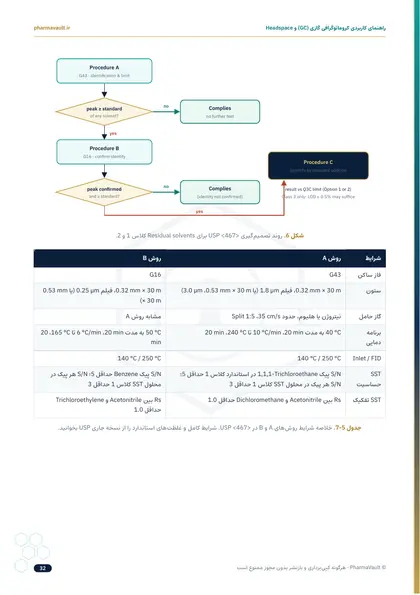 راهنمای کاربردی کروماتوگرافی گازی (GC) و Headspace
pharmavault.ir
Procedure A
G43 · identification & limit
peak ≥ standard
of any solvent?
no
Complies
no further test
yes
Procedure B
G16 · confirm identity
peak confirmed
and ≥ standard?
no
Complies
(identity not confirmed)
yes
Procedure C
result vs Q3C limit (Option 1 or 2)
شکل 6. روند تصمیم‌گیری USP <467> برای Residual solvents کلاس 1 و 2.
شرایط | روش A | روش B
فاز ساکن | G43 | G16
ستون | 0.32 mm × 30 m، فیلم 1.8 µm (یا 0.53 mm × 30 m، 3.0 µm) | 0.32 mm × 30 m، فیلم 0.25 µm (یا 0.53 mm × 30 m)
گاز حامل | نیتروژن یا هلیوم، حدود 35 cm/s، Split 1:5 | مشابه روش A
برنامه دمایی | 40 °C به مدت 20 min، 10 °C/min تا 240 °C، 20 min | 50 °C به مدت 20 min، 6 °C/min تا 165 °C، 20 min
Inlet / FID | 140 °C / 250 °C | 140 °C / 250 °C
SST حساسیت | S/N پیک 1,1,1-Trichloroethane در استاندارد کلاس 1 حداقل 5؛ S/N هر پیک در محلول SST کلاس 1 حداقل 3 | S/N پیک Benzene حداقل 5؛ S/N هر پیک در محلول SST کلاس 1 حداقل 3
SST تفکیک | Rs بین Acetonitrile و Dichloromethane حداقل 1.0 | Rs بین Acetonitrile و Trichloroethylene حداقل 1.0
جدول 5-7. خلاصه شرایط روش‌های A و B در USP <467>. شرایط کامل و غلظت‌های استاندارد را از نسخه جاری USP بخوانید.
© PharmaVault · هرگونه کپی‌برداری و بازنشر بدون مجوز ممنوع است
32